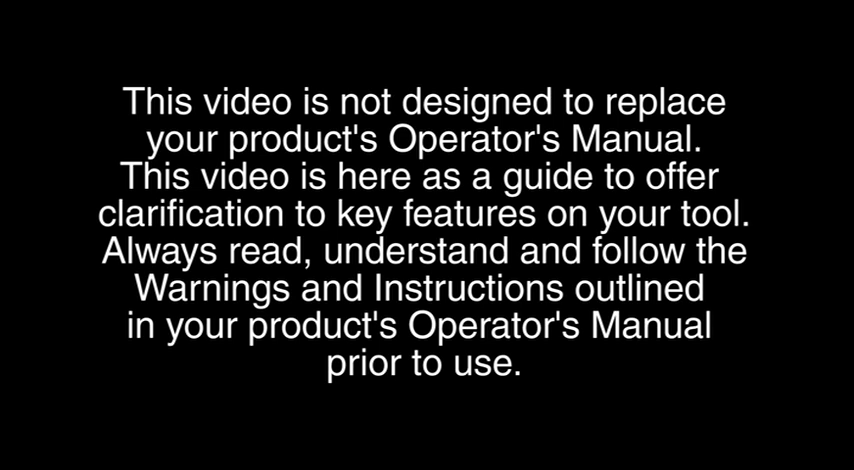 This video is not designed to replace
your product's Operator's Manual.
This video is here as a guide to offer
clarification to key features on your tool.
Always read, understand and follow the
Warnings and Instructions outlined
in your product's Operator's Manual
prior to use.